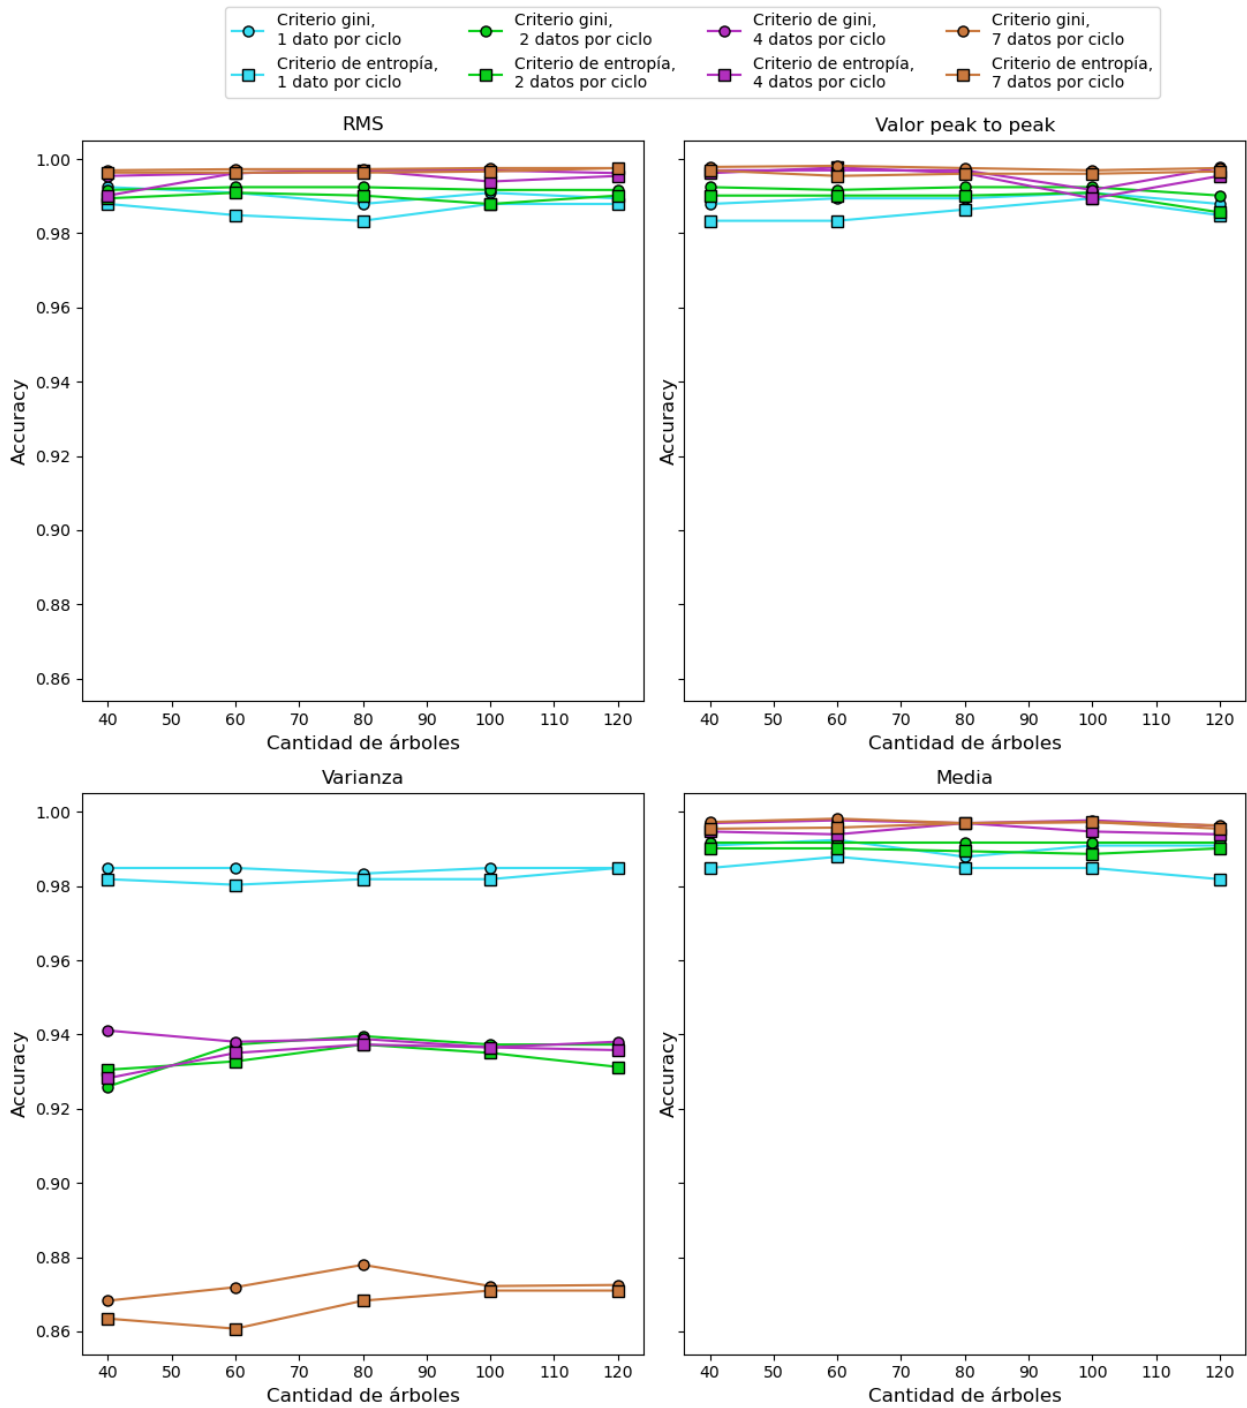 Criterio gini,
1 dato por ciclo
Criterio de entropía,
1 dato por ciclo
Criterio gini,
2 datos por ciclo
Criterio de entropía,
2 datos por ciclo
Criterio de gini,
4 datos por ciclo
Criterio de entropía,
4 datos por ciclo
Criterio gini,
7 datos por ciclo
Criterio de entropía,
7 datos por ciclo
RMS
1.00
0.98
0.96
0.94
0.92
0.90
0.88
0.86
Accuracy
40 50 60 70 80 90 100 110 120
Cantidad de árboles
Valor peak to peak
Accuracy
40 50 60 70 80 90 100 110 120
Cantidad de árboles
Varianza
1.00
0.98
0.96
0.94
0.92
0.90
0.88
0.86
Accuracy
40 50 60 70 80 90 100 110 120
Cantidad de árboles
Media
Accuracy
40 50 60 70 80 90 100 110 120
Cantidad de árboles